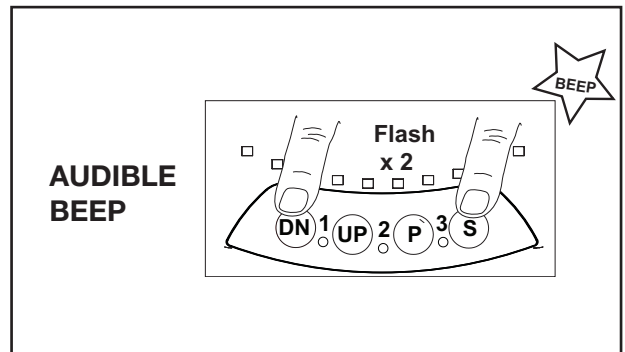 BEEP
Flash
x 2
AUDIBLE
BEEP
DN 1 UP 2 P 3 S